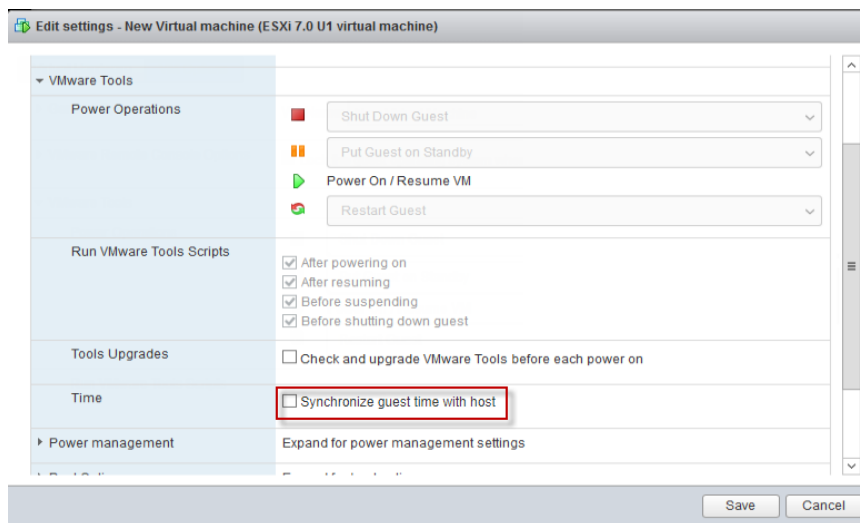 Edit settings - New Virtual machine (ESXi 7.0 U1 virtual machine)
VMware Tools
Power Operations
Shut Down Guest
Put Guest on Standby
Power On / Resume VM
Restart Guest
Run VMware Tools Scripts
After powering on
After resuming
Before suspending
Before shutting down guest
Tools Upgrades
Check and upgrade VMware Tools before each power on
Time
Synchronize guest time with host
Power management
Expand for power management settings
Save
Cancel